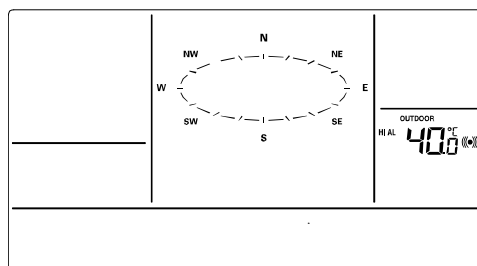 N
NW NE
W E
SW SE
S
OUTDOOR
HI AL 40.0 °C